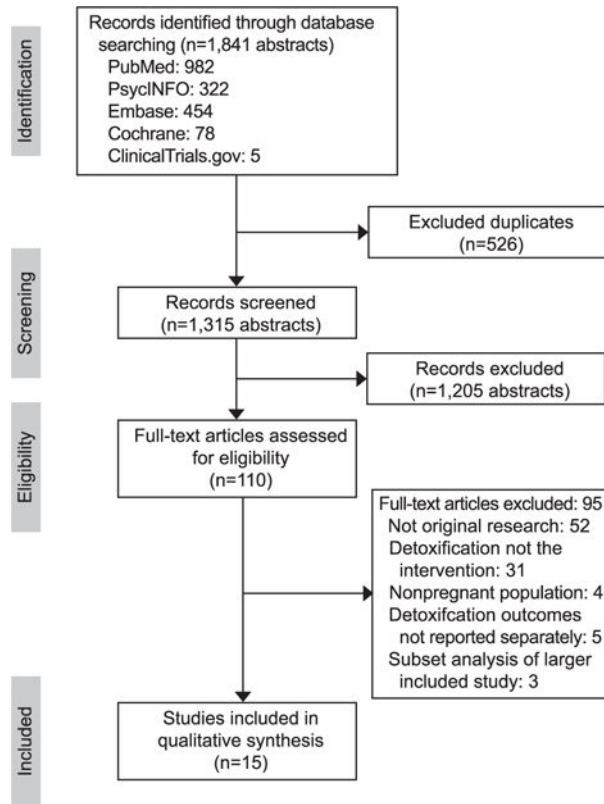 Identification
Records identified through database
searching (n=1,841 abstracts)
PubMed: 982
PsycINFO: 322
Embase: 454
Cochrane: 78
ClinicalTrials.gov: 5
Excluded duplicates
(n=526)
Screening
Records screened
(n=1,315 abstracts)
Records excluded
(n=1,205 abstracts)
Eligibility
Full-text articles assessed
for eligibility
(n=110)
Full-text articles excluded: 95
Not original research: 52
Detoxification not the
intervention: 31
Nonpregnant population: 4
Detoxifcation outcomes
not reported separately: 5
Subset analysis of larger
included study: 3
Included
Studies included in
qualitative synthesis
(n=15)